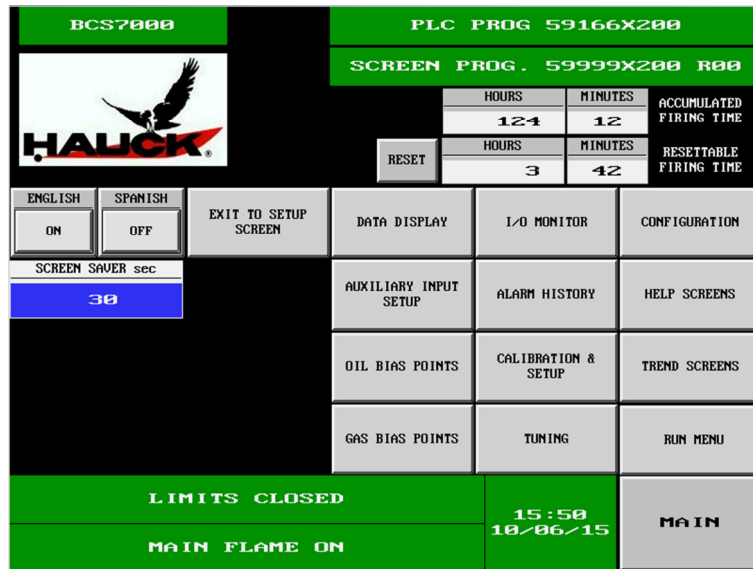 BCS7000
PLC PROG 59166X200
SCREEN PROG. 59999X200 R00
HAUCK®
HOURS
MINUTES
124
12
ACCUMULATED
FIRING TIME
RESET
HOURS
MINUTES
3
42
RESETTABLE
FIRING TIME
ENGLISH
SPANISH
ON
OFF
EXIT TO SETUP
SCREEN
DATA DISPLAY
I/O MONITOR
CONFIGURATION
SCREEN SAVER sec
30
AUXILIARY INPUT
SETUP
ALARM HISTORY
HELP SCREENS
OIL BIAS POINTS
CALIBRATION &
SETUP
TREND SCREENS
GAS BIAS POINTS
TUNING
RUN MENU
LIMITS CLOSED
MAIN FLAME ON
15:50
10/06/15
MAIN